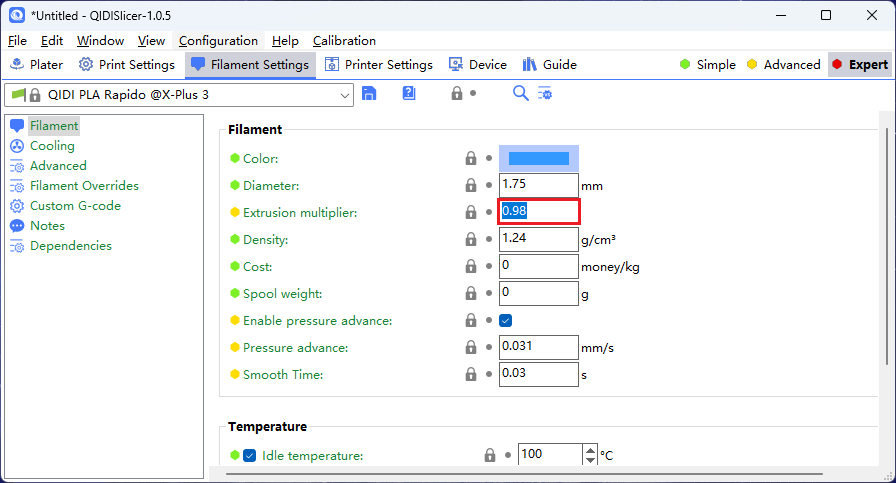 *Untitled - QIDISlicer-1.0.5
File Edit Window View Configuration Help Calibration
Plater Print Settings Filament Settings Printer Settings Device Guide Simple Advanced Expert
QIDI PLA Rapido @X-Plus 3
Filament
Cooling
Advanced
Filament Overrides
Custom G-code
Notes
Dependencies
Filament
Color:
Diameter: 1.75 mm
Extrusion multiplier: 0.98
Density: 1.24 g/cm³
Cost: 0 money/kg
Spool weight: 0 g
Enable pressure advance:
Pressure advance: 0.031 mm/s
Smooth Time: 0.03 s
Temperature
Idle temperature: 100 °C